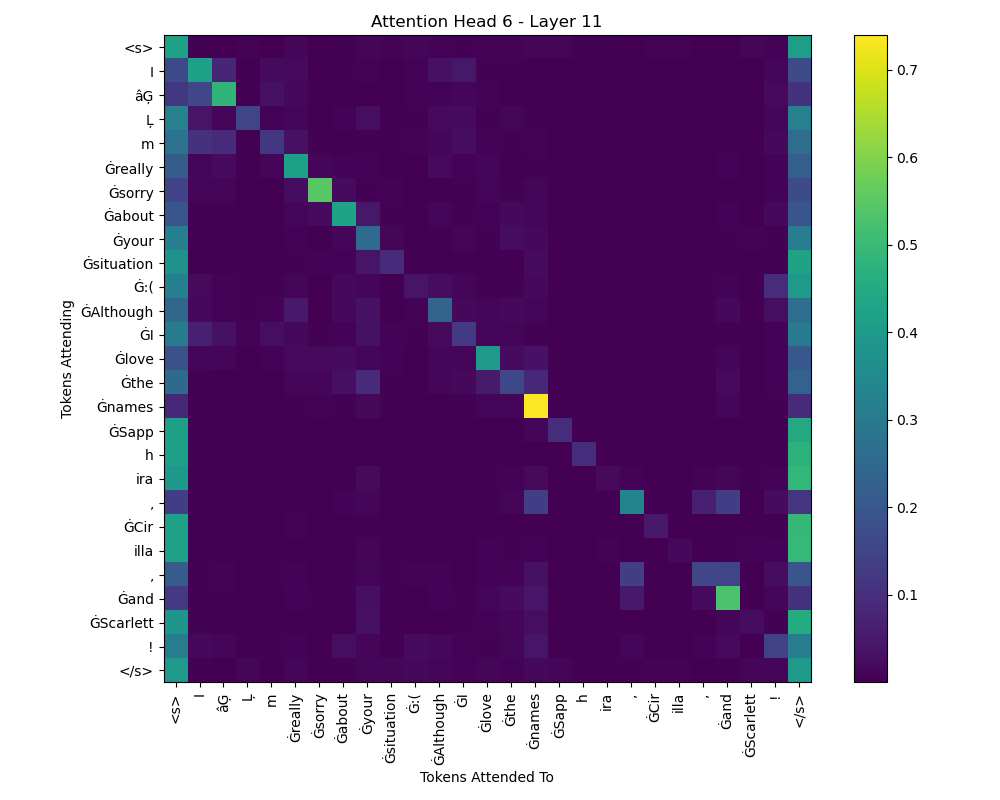 Attention Head 6 - Layer 11
Tokens Attending
<s>
I
âĢ
Ļ
m
Ġreally
Ġsorry
Ġabout
Ġyour
Ġsituation
Ġ:(
ĠAlthough
ĠI
Ġlove
Ġthe
Ġnames
ĠSapp
h
ira
,
ĠCir
illa
,
Ġand
ĠScarlett
!
</s>
<s>
I
âĢ
Ļ
m
Ġreally
Ġsorry
Ġabout
Ġyour
Ġsituation
Ġ:(
ĠAlthough
ĠI
Ġlove
Ġthe
Ġnames
ĠSapp
h
ira
,
ĠCir
illa
,
Ġand
ĠScarlett
!
</s>
Tokens Attended To
0.7
0.6
0.5
0.4
0.3
0.2
0.1